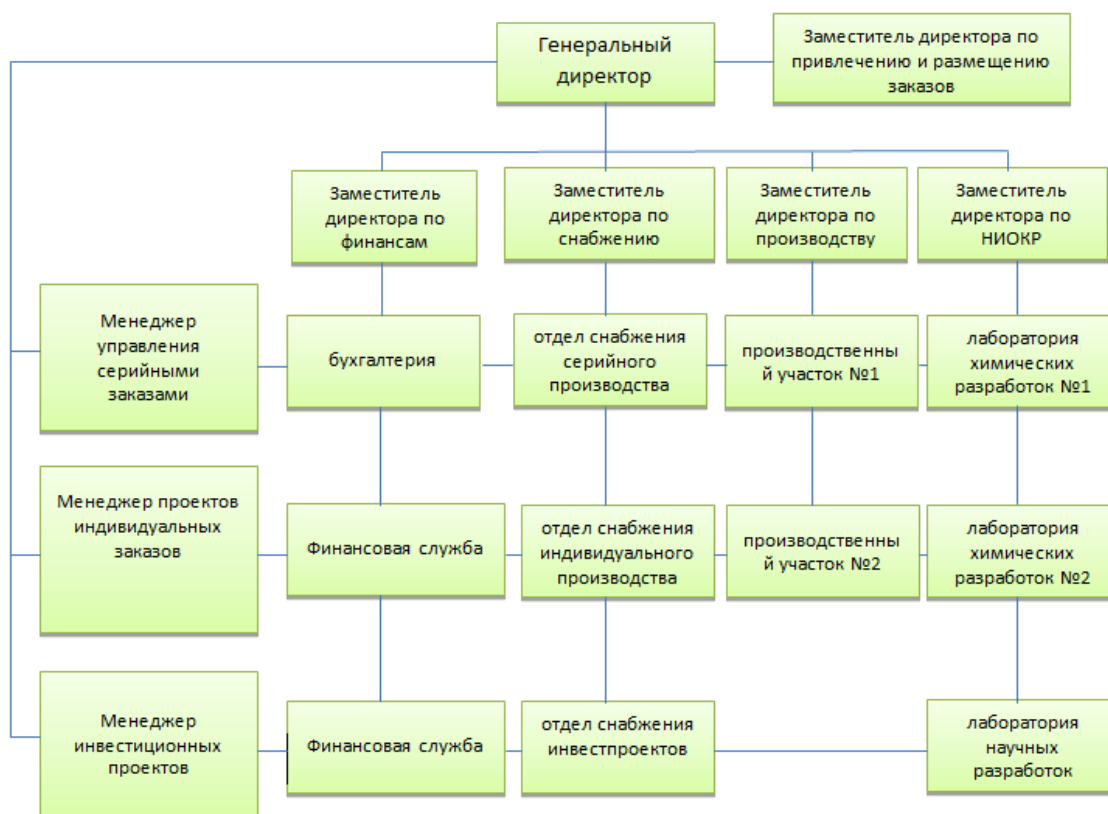 Генеральный
директор
Заместитель директора по
привлечению и размещению
заказов
Заместитель
директора по
финансам
Заместитель
директора по
снабжению
Заместитель
директора по
производству
Заместитель
директора по
НИОКР
Менеджер
управления
серийными
заказами
бухгалтерия
отдел снабжения
серийного
производства
производственны
й участок №1
лаборатория
химических
разработок №1
Менеджер проектов
индивидуальных
заказов
Финансовая служба
отдел снабжения
индивидуального
производства
производственны
й участок №2
лаборатория
химических
разработок №2
Менеджер
инвестиционных
проектов
Финансовая служба
отдел снабжения
инвестпроектов
лаборатория
научных
разработок